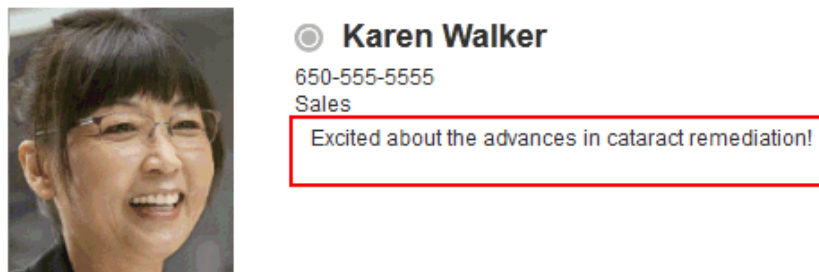 Karen Walker
650-555-5555
Sales
Excited about the advances in cataract remediation!